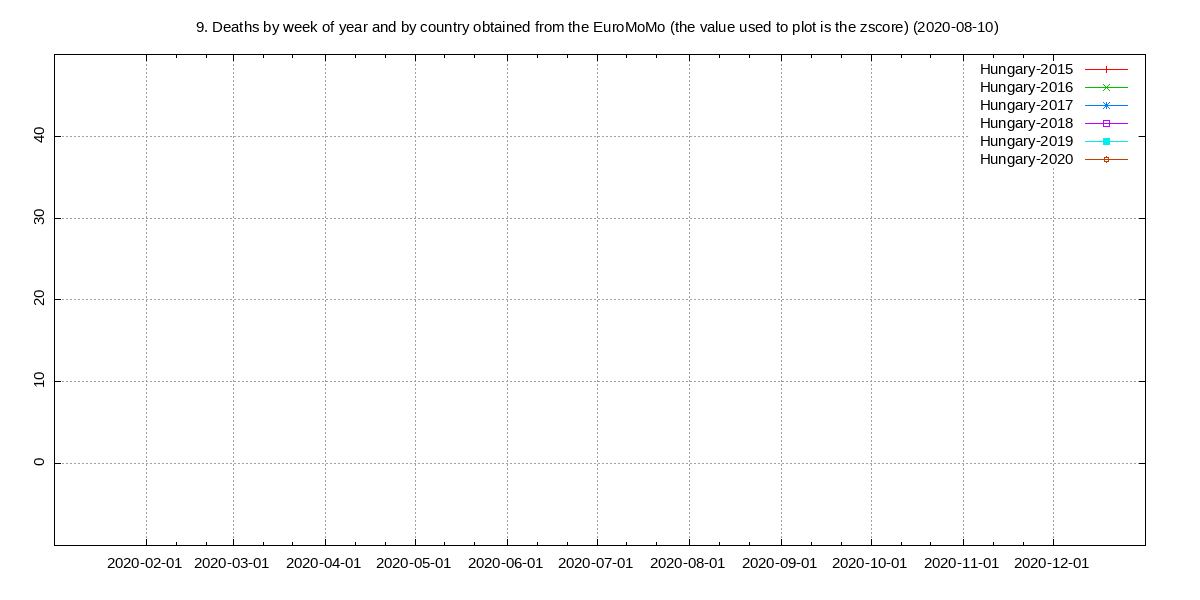 9. Deaths by week of year and by country obtained from the EuroMoMo (the value used to plot is the zscore) (2020-08-10)
Hungary-2015
Hungary-2016
Hungary-2017
Hungary-2018
Hungary-2019
Hungary-2020
40
30
20
10
0
2020-02-01 2020-03-01 2020-04-01 2020-05-01 2020-06-01 2020-07-01 2020-08-01 2020-09-01 2020-10-01 2020-11-01 2020-12-01